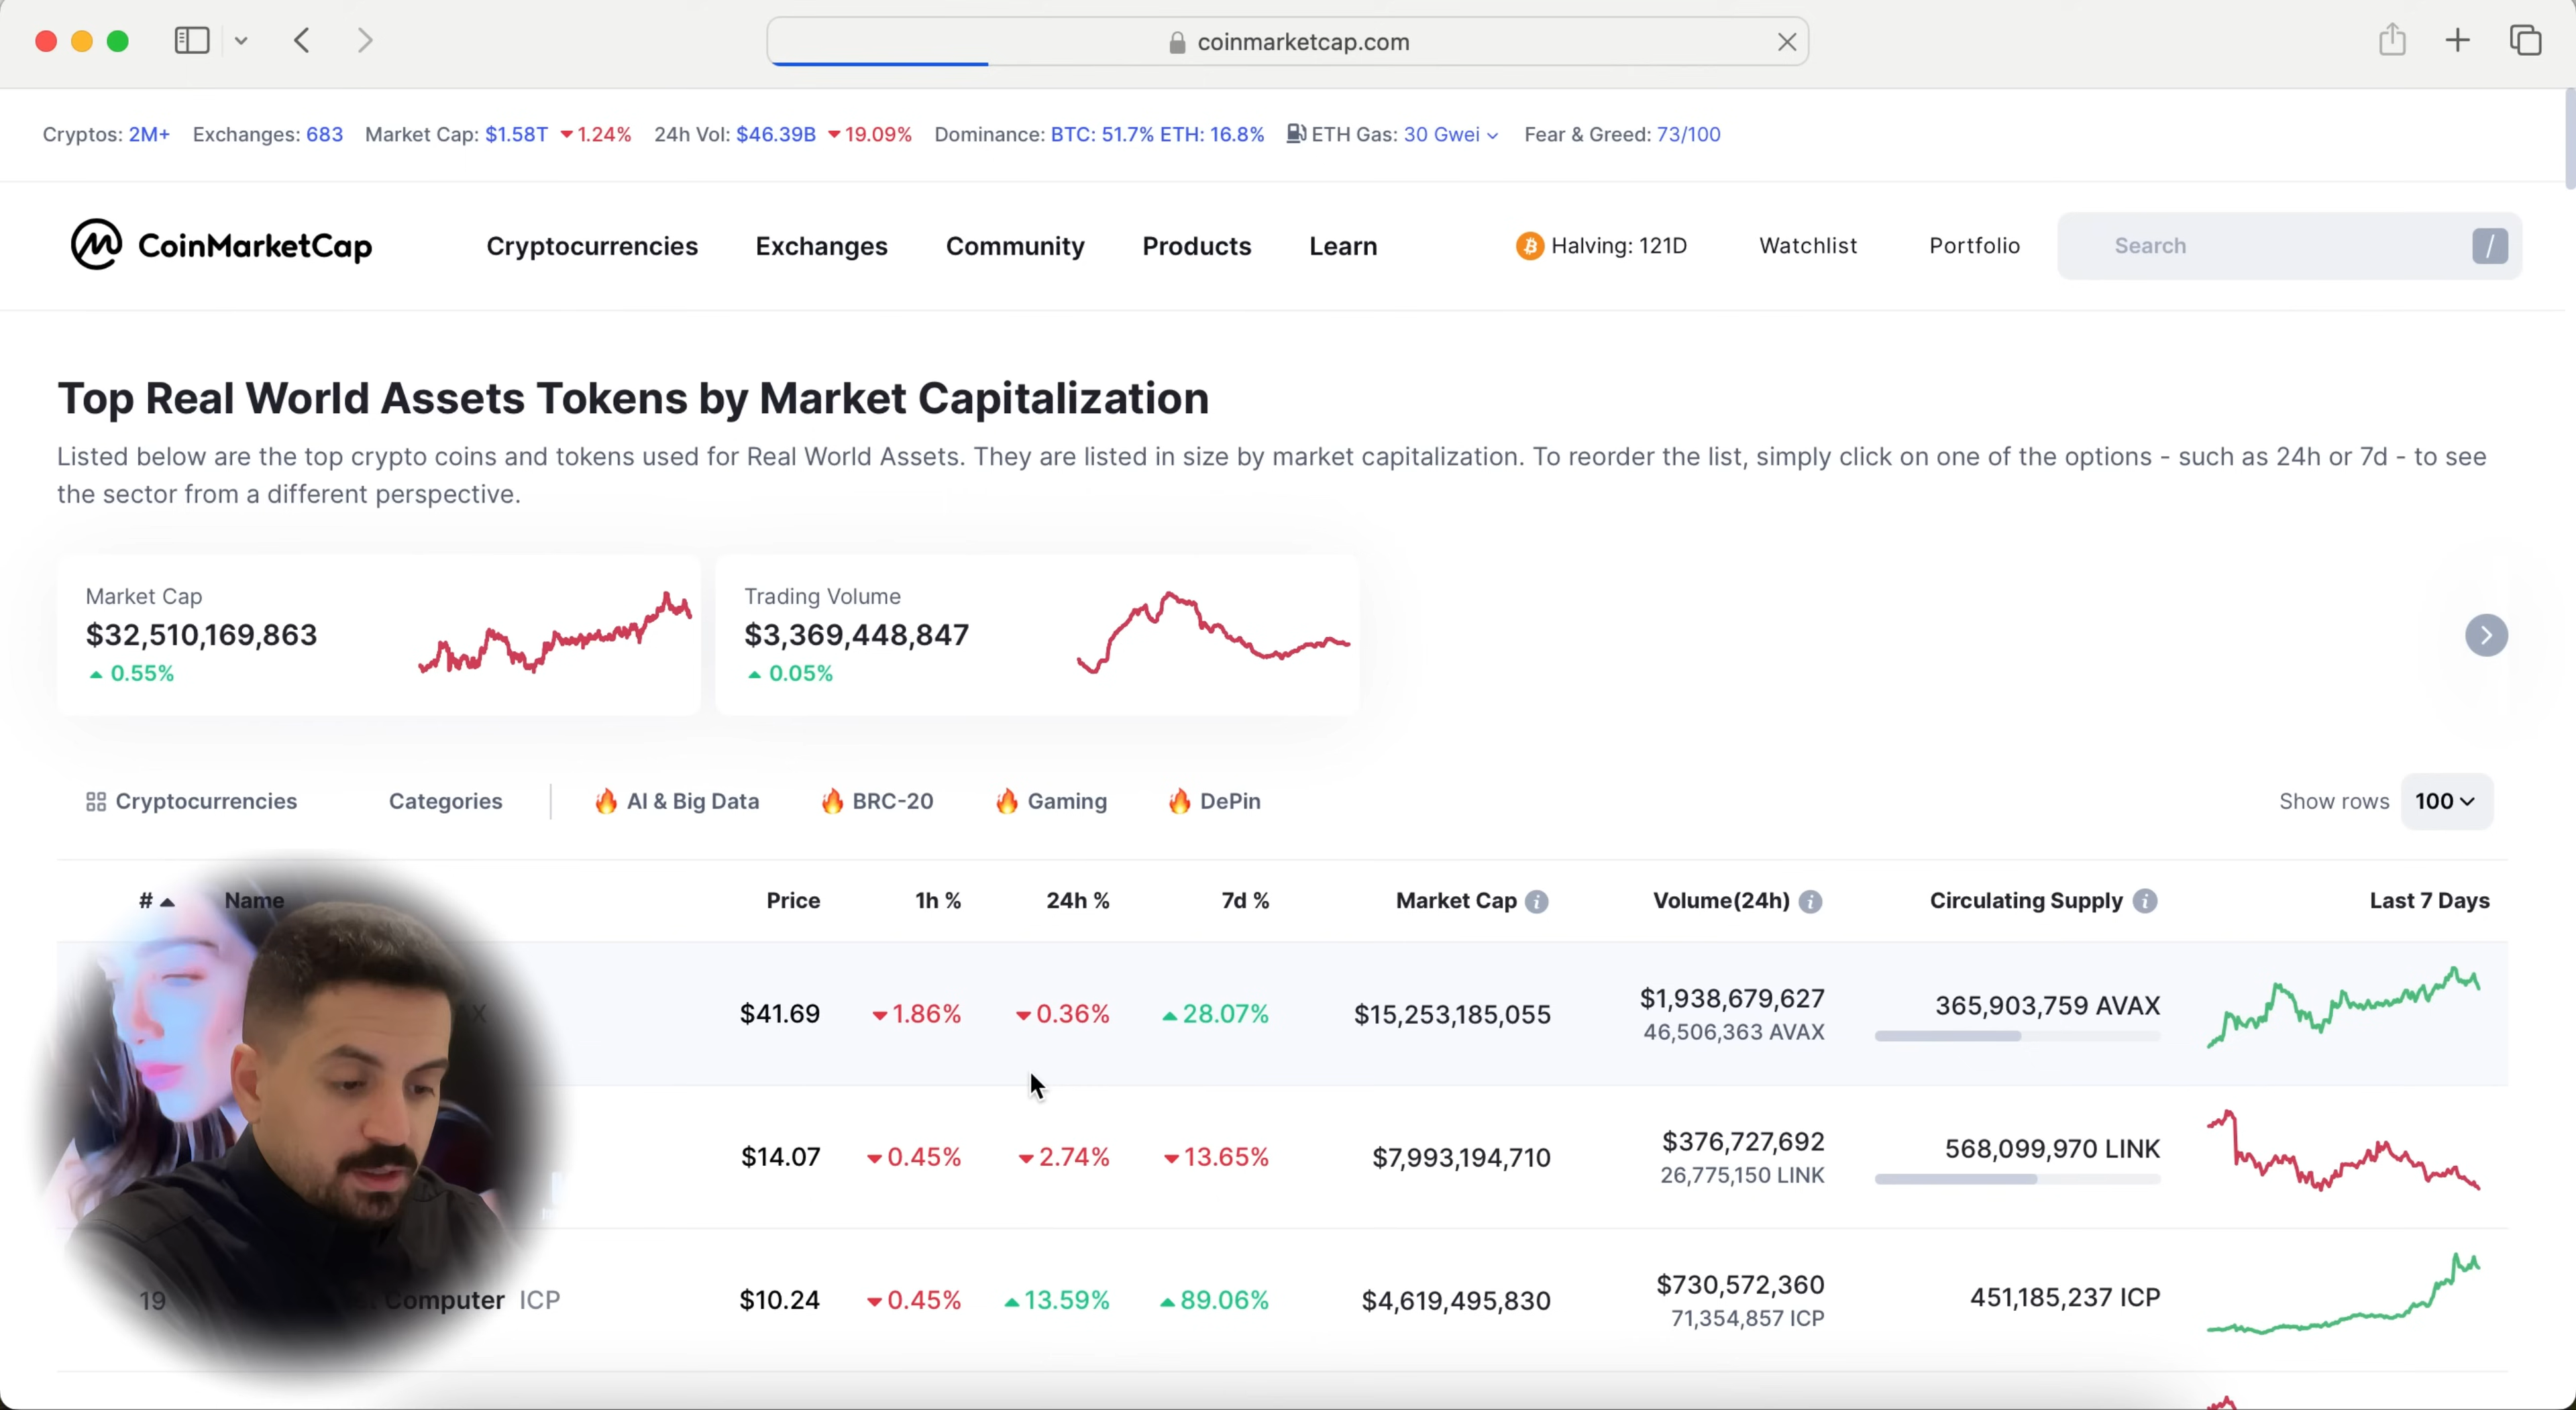 coinmarketcap.com
Cryptos: 2M+ Exchanges: 683 Market Cap: $1.58T 1.24% 24h Vol: $46.39B 19.09% Dominance: BTC: 51.7% ETH: 16.8% ETH Gas: 30 Gwei Fear & Greed: 73/100
CoinMarketCap Cryptocurrencies Exchanges Community Products Learn Halving: 121D Watchlist Portfolio Search /
Top Real World Assets Tokens by Market Capitalization
Listed below are the top crypto coins and tokens used for Real World Assets. They are listed in size by market capitalization. To reorder the list, simply click on one of the options - such as 24h or 7d - to see
the sector from a different perspective.
Market Cap Trading Volume
$32,510,169,863 $3,369,448,847
0.55% 0.05%
Cryptocurrencies Categories AI & Big Data BRC-20 Gaming DePin Show rows 100
# Name Price 1h % 24h % 7d % Market Cap Volume(24h) Circulating Supply Last 7 Days
$41.69 1.86% 0.36% 28.07% $15,253,185,055 $1,938,679,627 365,903,759 AVAX
46,506,363 AVAX
$14.07 0.45% 2.74% 13.65% $7,993,194,710 $376,727,692 568,099,970 LINK
26,775,150 LINK
19 Computer ICP $10.24 0.45% 13.59% 89.06% $4,619,495,830 $730,572,360 451,185,237 ICP
71,354,857 ICP